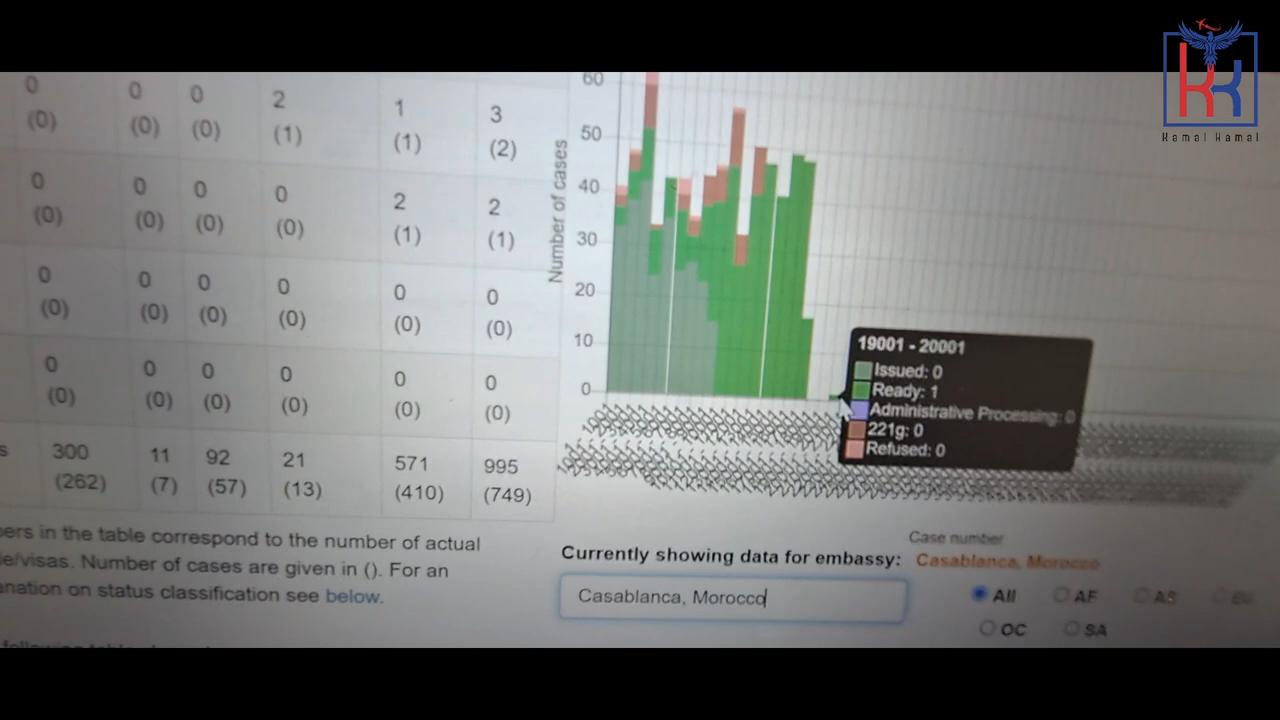 Kamal Kamal
0 0 0 2 1 3
(0) (0) (0) (1) (1) (2)
0 0 0 0 2 2
(0) (0) (0) (0) (1) (1)
0 0 0 0 0 0
(0) (0) (0) (0) (0) (0)
0 0 0 0 0 0
(0) (0) (0) (0) (0) (0)
s 300 11 92 21 571 995
(262) (7) (57) (13) (410) (749)
bers in the table correspond to the number of actual
e/visas. Number of cases are given in (). For an
anation on status classification see below.
Number of cases
60
50
40
30
20
10
0
19001 - 20001
Issued: 0
Ready: 1
Administrative Processing: 0
221g: 0
Refused: 0
Case number
Currently showing data for embassy: Casablanca, Morocco
Casablanca, Morocco
All AF AS EU
OC SA